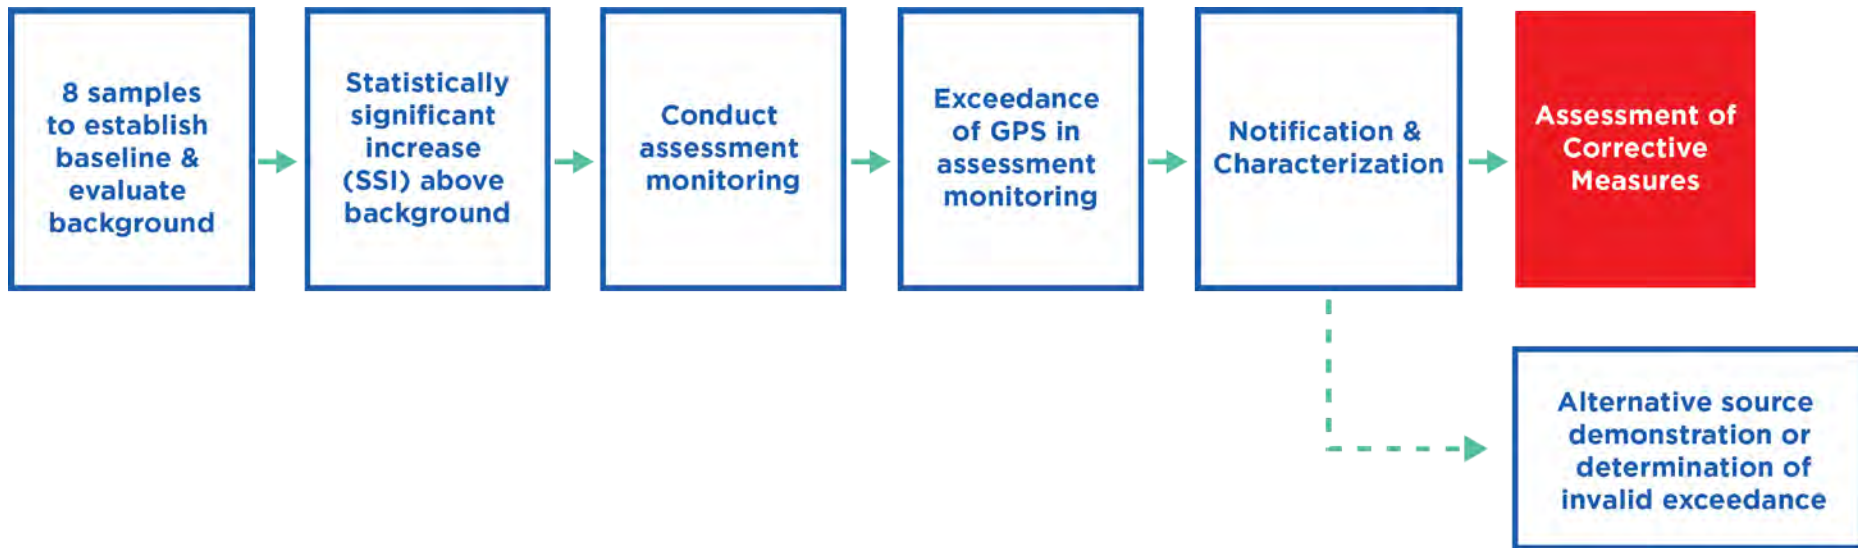 8 samples
to establish
baseline &
evaluate
background
Statistically
significant
increase
(SSI) above
background
Conduct
assessment
monitoring
Exceedance
of GPS in
assessment
monitoring
Notification &
Characterization
Assessment of
Corrective
Measures
Alternative source
demonstration or
determination of
invalid exceedance